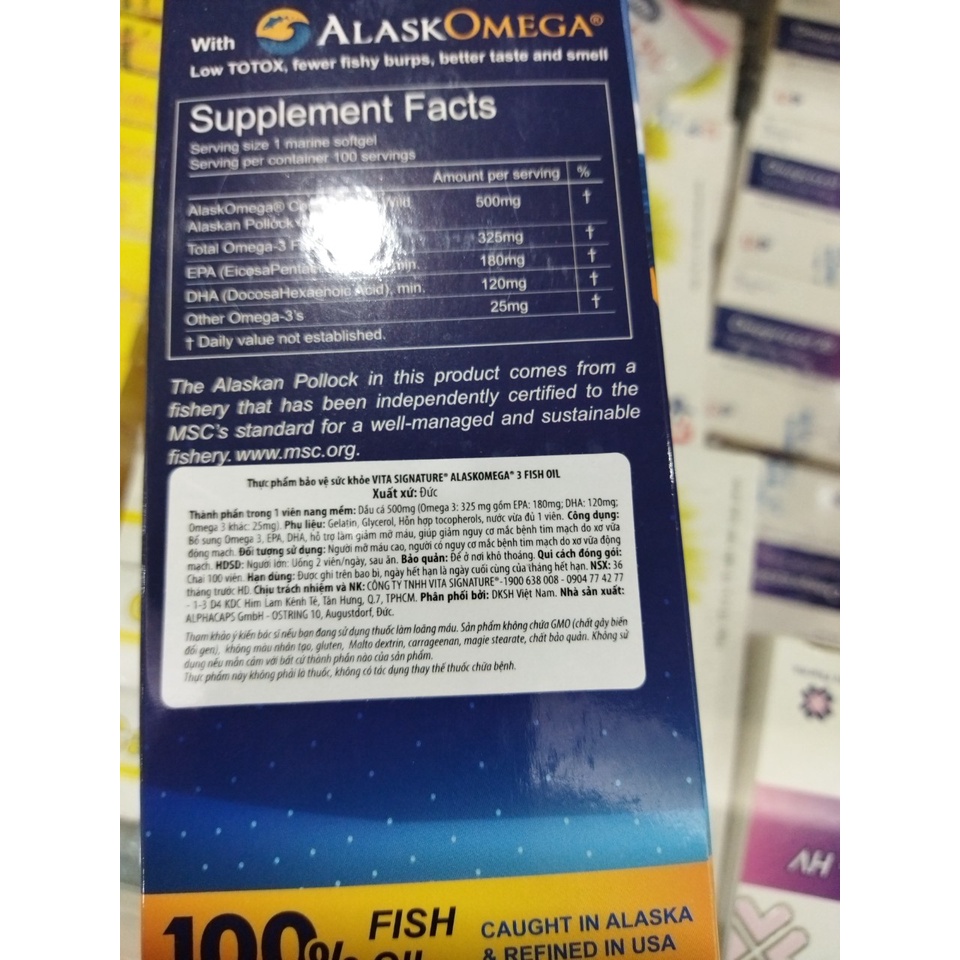 With ALASKOMEGA®
Low TOTOX, fewer fishy burps, better taste and smell
Supplement Facts
Serving size 1 marine softgel
Serving per container 100 servings
Amount per serving %
AlaskOmega® Wild 500mg †
Alaskan Pollock
Total Omega-3 325mg †
EPA min. 180mg †
DHA (DocosaHexaenoic Acid), min. 120mg †
Other Omega-3's 25mg †
† Daily value not established.
The Alaskan Pollock in this product comes from a
fishery that has been independently certified to the
MSC's standard for a well-managed and sustainable
fishery. www.msc.org.
Thực phẩm bảo vệ sức khỏe VITA SIGNATURE® ALASKOMEGA® 3 FISH OIL
Xuất xứ: Đức
Thành phần trong 1 viên nang mềm: Dầu cá 500mg (Omega 3: 325 mg gồm EPA: 180mg; DHA: 120mg;
Omega 3 khác: 25mg). Phụ liệu: Gelatin, Glycerol, Hỗn hợp tocopherols, nước vừa đủ 1 viên. Công dụng:
Bổ sung Omega 3, EPA, DHA, hỗ trợ làm giảm mỡ máu, giúp giảm nguy cơ mắc bệnh tim mạch do xơ vữa
động mạch. Đối tượng sử dụng: Người mỡ máu cao, người có nguy cơ mắc bệnh tim mạch do xơ vữa động
mạch. HDSD: Người lớn: Uống 2 viên/ngày, sau ăn. Bảo quản: Để ở nơi khô thoáng. Qui cách đóng gói:
Chai 100 viên. Hạn dùng: Được ghi trên bao bì, ngày hết hạn là ngày cuối cùng của tháng hết hạn. NSX: 36
tháng trước HD. Chịu trách nhiệm và NK: CÔNG TY TNHH VITA SIGNATURE®-1900 638 008 - 0904 77 42 77
- 1-3 D4 KDC Him Lam Kênh Tẻ, Tân Hưng, Q.7, TPHCM. Phân phối bởi: DKSH Việt Nam. Nhà sản xuất:
ALPHACAPS GmbH - OSTRING 10, Augustdorf, Đức.
Tham khảo ý kiến bác sĩ nếu bạn đang sử dụng thuốc làm loãng máu. Sản phẩm không chứa GMO (chất gây biến
đổi gen), không màu nhân tạo, gluten, Malto dextrin, carrageenan, magie stearate, chất bảo quản. Không sử
dụng nếu mẫn cảm với bất cứ thành phần nào của sản phẩm.
Thực phẩm này không phải là thuốc, không có tác dụng thay thế thuốc chữa bệnh.
100% FISH OIL
CAUGHT IN ALASKA
& REFINED IN USA